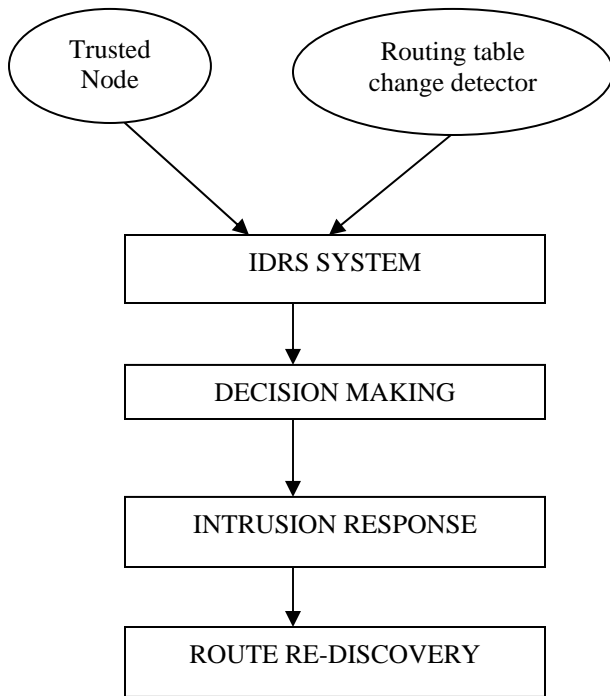 Trusted
Node
Routing table
change detector
IDRS SYSTEM
DECISION MAKING
INTRUSION RESPONSE
ROUTE RE-DISCOVERY